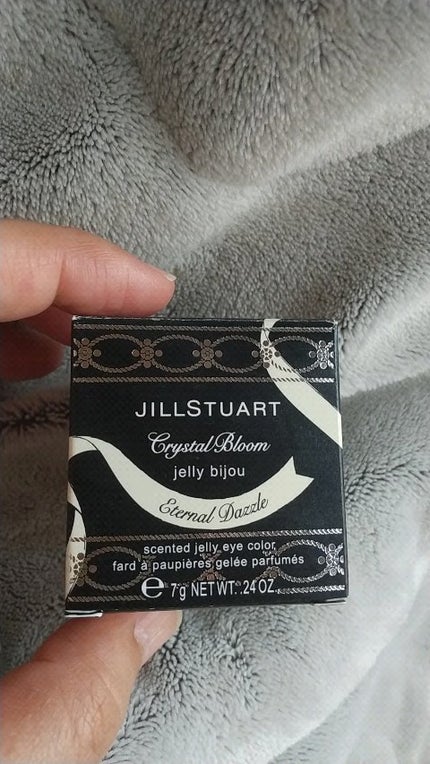 JILLSTUART
Crystal Bloom
jelly bijou
Eternal Dazzle
scented jelly eye color
fard à paupières gelée parfumés
℮ 7g NET WT. .24 OZ.